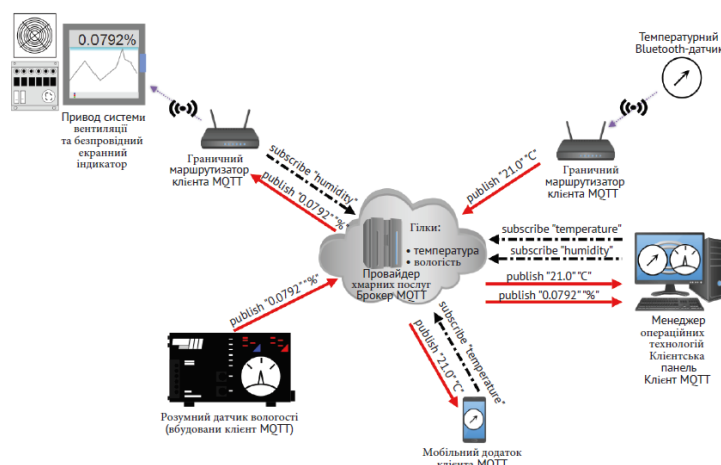 0.0792%
Привод системи
вентиляції
та безпровідний
екранний
індикатор
Граничний
маршрутизатор
клієнта MQTT
subscribe "humidity"
publish "0.0792" "%"
Температурний
Bluetooth-датчик
Граничний
маршрутизатор
клієнта MQTT
publish "21.0" "°C"
Гілки:
• температура
• вологість
Провайдер
хмарних послуг
Брокер MQTT
subscribe "temperature"
subscribe "humidity"
publish "21.0" "°C"
publish "0.0792" "%"
Менеджер
операційних
технологій
Клієнтська
панель
Клієнт MQTT
publish "0.0792" "%"
Розумний датчик вологості
(вбудовани клієнт MQTT)
subscribe "temperature"
publish "21.0" "°C"
Мобільний додаток
клієнта MQTT